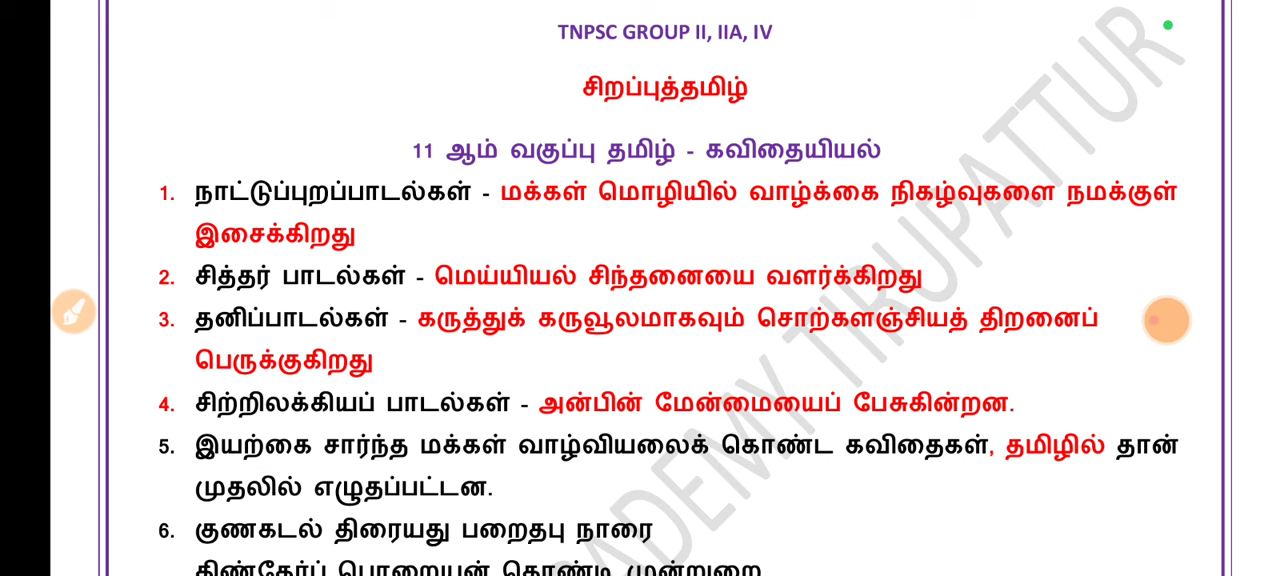 TNPSC GROUP II, IIA, IV
சிறப்புத்தமிழ்
11 ஆம் வகுப்பு தமிழ் - கவிதையியல்
1. நாட்டுப்புறப்பாடல்கள் - மக்கள் மொழியில் வாழ்க்கை நிகழ்வுகளை நமக்குள்
இசைக்கிறது
2. சித்தர் பாடல்கள் - மெய்யியல் சிந்தனையை வளர்க்கிறது
3. தனிப்பாடல்கள் - கருத்துக் கருவூலமாகவும் சொற்களஞ்சியத் திறனைப்
பெருக்குகிறது
4. சிற்றிலக்கியப் பாடல்கள் - அன்பின் மேன்மையைப் பேசுகின்றன.
5. இயற்கை சார்ந்த மக்கள் வாழ்வியலைக் கொண்ட கவிதைகள், தமிழில் தான்
முதலில் எழுதப்பட்டன.
6. குணகடல் திரையது பறைதபு நாரை
திண்தேர்ப் பொறையன் தொண்டி முன்றுறை
ADEMY TIRUPATTUR